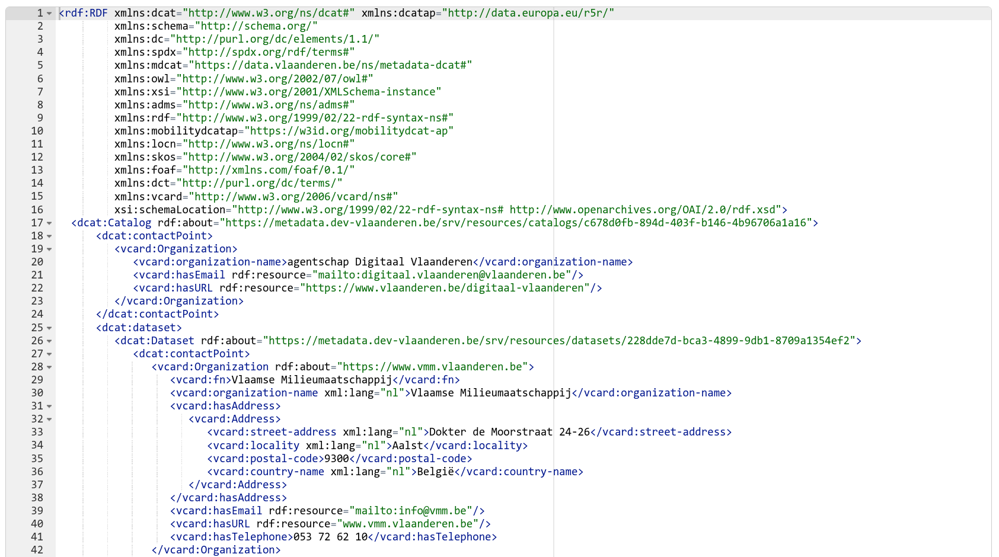 1 <rdf:RDF xmlns:dcat="http://www.w3.org/ns/dcat#" xmlns:dcatap="http://data.europa.eu/r5r/"
2 xmlns:schema="http://schema.org/"
3 xmlns:dc="http://purl.org/dc/elements/1.1/"
4 xmlns:spdx="http://spdx.org/rdf/terms#"
5 xmlns:mdcat="https://data.vlaanderen.be/ns/metadata-dcat#"
6 xmlns:owl="http://www.w3.org/2002/07/owl#"
7 xmlns:xsi="http://www.w3.org/2001/XMLSchema-instance"
8 xmlns:adms="http://www.w3.org/ns/adms#"
9 xmlns:rdf="http://www.w3.org/1999/02/22-rdf-syntax-ns#"
10 xmlns:mobilitydcatap="https://w3id.org/mobilitydcat-ap"
11 xmlns:locn="http://www.w3.org/ns/locn#"
12 xmlns:skos="http://www.w3.org/2004/02/skos/core#"
13 xmlns:foaf="http://xmlns.com/foaf/0.1/"
14 xmlns:dct="http://purl.org/dc/terms/"
15 xmlns:vcard="http://www.w3.org/2006/vcard/ns#"
16 xsi:schemaLocation="http://www.w3.org/1999/02/22-rdf-syntax-ns# http://www.openarchives.org/OAI/2.0/rdf.xsd">
17 <dcat:Catalog rdf:about="https://metadata.dev-vlaanderen.be/srv/resources/catalogs/c678d0fb-894d-403f-b146-4b96706a1a16">
18 <dcat:contactPoint>
19 <vcard:Organization>
20 <vcard:organization-name>agentschap Digitaal Vlaanderen</vcard:organization-name>
21 <vcard:hasEmail rdf:resource="mailto:digitaal.vlaanderen@vlaanderen.be"/>
22 <vcard:hasURL rdf:resource="https://www.vlaanderen.be/digitaal-vlaanderen"/>
23 </vcard:Organization>
24 </dcat:contactPoint>
25 <dcat:dataset>
26 <dcat:Dataset rdf:about="https://metadata.dev-vlaanderen.be/srv/resources/datasets/228dde7d-bca3-4899-9db1-8709a1354ef2">
27 <dcat:contactPoint>
28 <vcard:Organization rdf:about="https://www.vmm.vlaanderen.be">
29 <vcard:fn>Vlaamse Milieumaatschappij</vcard:fn>
30 <vcard:organization-name xml:lang="nl">Vlaamse Milieumaatschappij</vcard:organization-name>
31 <vcard:hasAddress>
32 <vcard:Address>
33 <vcard:street-address xml:lang="nl">Dokter de Moorstraat 24-26</vcard:street-address>
34 <vcard:locality xml:lang="nl">Aalst</vcard:locality>
35 <vcard:postal-code>9300</vcard:postal-code>
36 <vcard:country-name xml:lang="nl">België</vcard:country-name>
37 </vcard:Address>
38 </vcard:hasAddress>
39 <vcard:hasEmail rdf:resource="mailto:info@vmm.be"/>
40 <vcard:hasURL rdf:resource="www.vmm.vlaanderen.be"/>
41 <vcard:hasTelephone>053 72 62 10</vcard:hasTelephone>
42 </vcard:Organization>